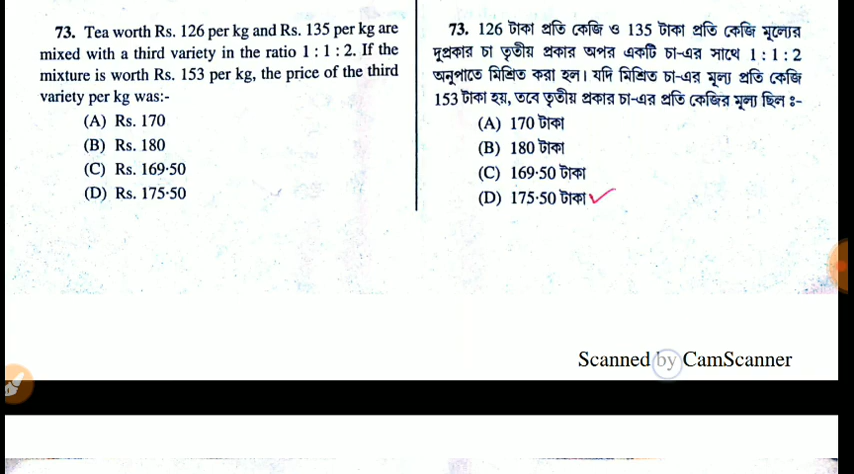 73. Tea worth Rs. 126 per kg and Rs. 135 per kg are
mixed with a third variety in the ratio 1 : 1 : 2. If the
mixture is worth Rs. 153 per kg, the price of the third
variety per kg was:-
(A) Rs. 170
(B) Rs. 180
(C) Rs. 169·50
(D) Rs. 175·50
73. 126 টাকা প্রতি কেজি ও 135 টাকা প্রতি কেজি মূল্যের
দুপ্রকার চা তৃতীয় প্রকার অপর একটি চা-এর সাথে 1 : 1 : 2
অনুপাতে মিশ্রিত করা হল। যদি মিশ্রিত চা-এর মূল্য প্রতি কেজি
153 টাকা হয়, তবে তৃতীয় প্রকার চা-এর প্রতি কেজির মূল্য ছিল ঃ-
(A) 170 টাকা
(B) 180 টাকা
(C) 169·50 টাকা
(D) 175·50 টাকা
Scanned by CamScanner